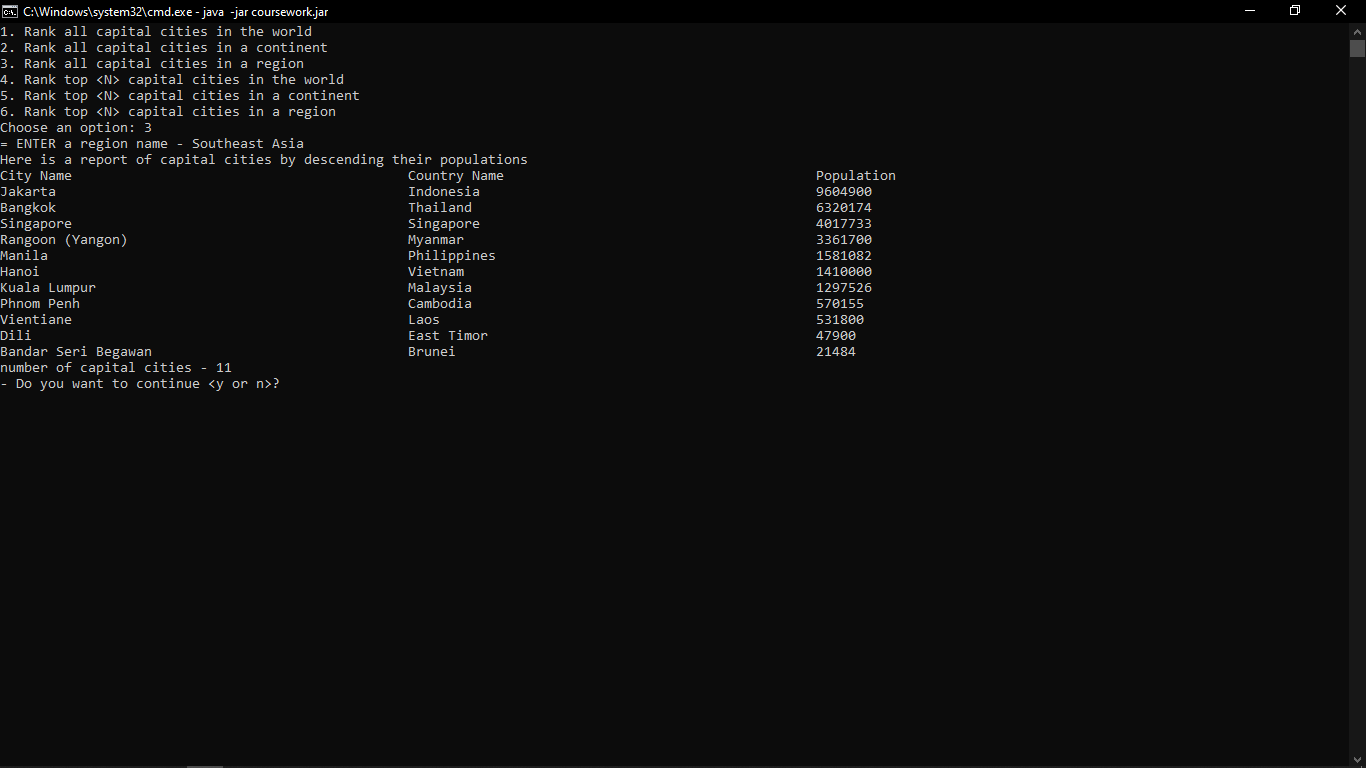 C:\Windows\system32\cmd.exe - java  -jar coursework.jar
1. Rank all capital cities in the world
2. Rank all capital cities in a continent
3. Rank all capital cities in a region
4. Rank top <N> capital cities in the world
5. Rank top <N> capital cities in a continent
6. Rank top <N> capital cities in a region
Choose an option: 3
= ENTER a region name - Southeast Asia
Here is a report of capital cities by descending their populations
City Name Country Name Population
Jakarta Indonesia 9604900
Bangkok Thailand 6320174
Singapore Singapore 4017733
Rangoon (Yangon) Myanmar 3361700
Manila Philippines 1581082
Hanoi Vietnam 1410000
Kuala Lumpur Malaysia 1297526
Phnom Penh Cambodia 570155
Vientiane Laos 531800
Dili East Timor 47900
Bandar Seri Begawan Brunei 21484
number of capital cities - 11
- Do you want to continue <y or n>?